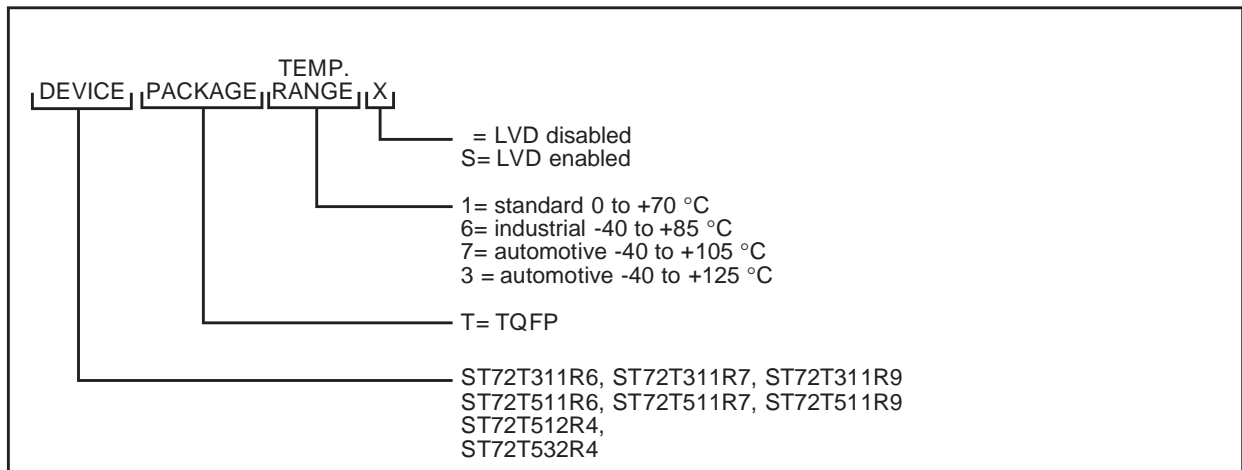 TEMP.
DEVICE PACKAGE RANGE X
= LVD disabled
S= LVD enabled
1= standard 0 to +70 °C
6= industrial -40 to +85 °C
7= automotive -40 to +105 °C
3 = automotive -40 to +125 °C
T= TQFP
ST72T311R6, ST72T311R7, ST72T311R9
ST72T511R6, ST72T511R7, ST72T511R9
ST72T512R4,
ST72T532R4